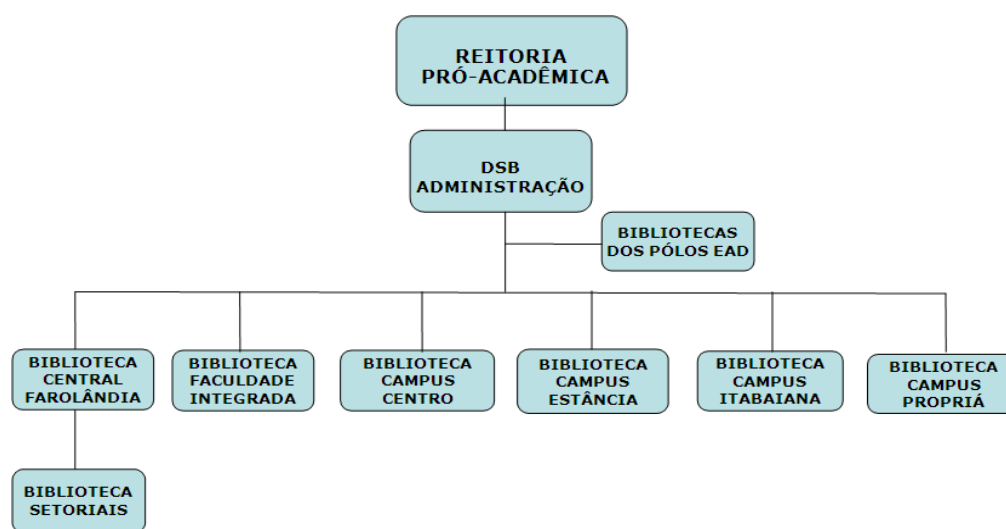 REITORIA
PRÓ-ACADÊMICA
DSB
ADMINISTRAÇÃO
BIBLIOTECAS
DOS PÓLOS EAD
BIBLIOTECA
CENTRAL
FAROLÂNDIA
BIBLIOTECA
FACULDADE
INTEGRADA
BIBLIOTECA
CAMPUS
CENTRO
BIBLIOTECA
CAMPUS
ESTÂNCIA
BIBLIOTECA
CAMPUS
ITABAIANA
BIBLIOTECA
CAMPUS
PROPRIÁ
BIBLIOTECA
SETORIAIS